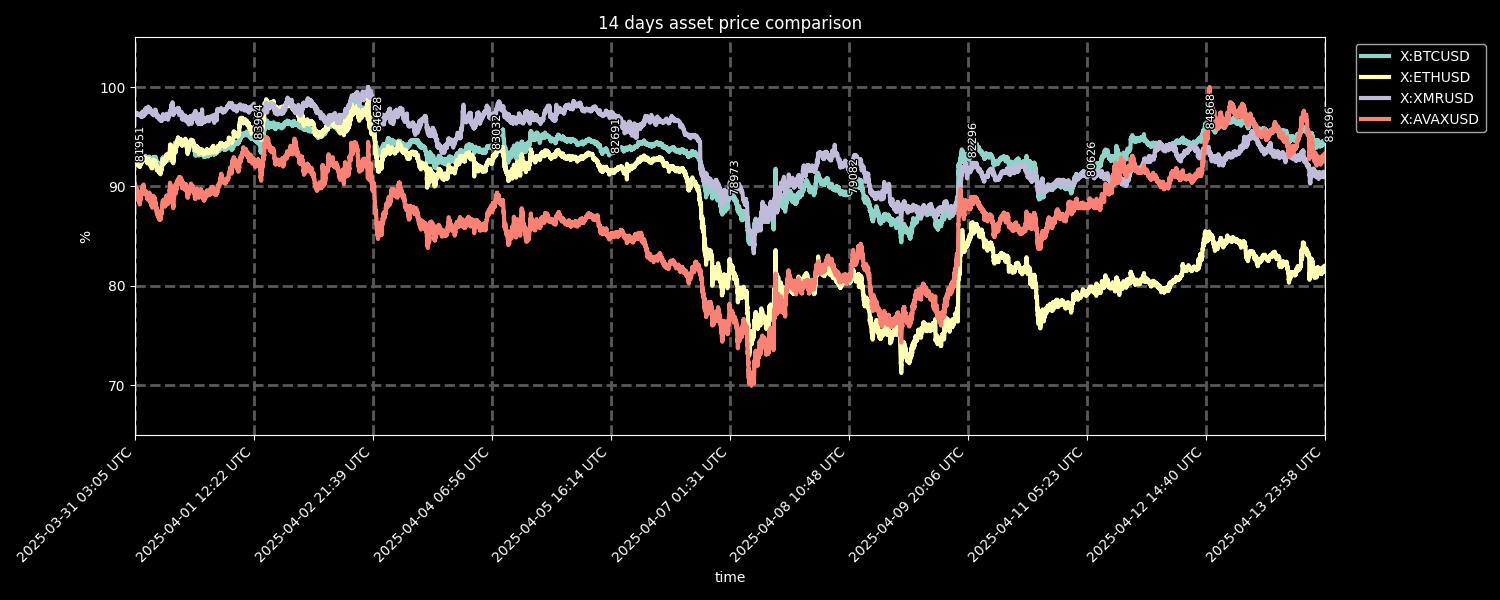 14 days asset price comparison
X:BTCUSD
X:ETHUSD
X:XMRUSD
X:AVAXUSD
100
90
80
70
%
81951
83964
84628
83032
82691
78973
79082
82296
80626
84868
83696
2025-03-31 03:05 UTC
2025-04-01 12:22 UTC
2025-04-02 21:39 UTC
2025-04-04 06:56 UTC
2025-04-05 16:14 UTC
2025-04-07 01:31 UTC
2025-04-08 10:48 UTC
2025-04-09 20:06 UTC
2025-04-11 05:23 UTC
2025-04-12 14:40 UTC
2025-04-13 23:58 UTC
time